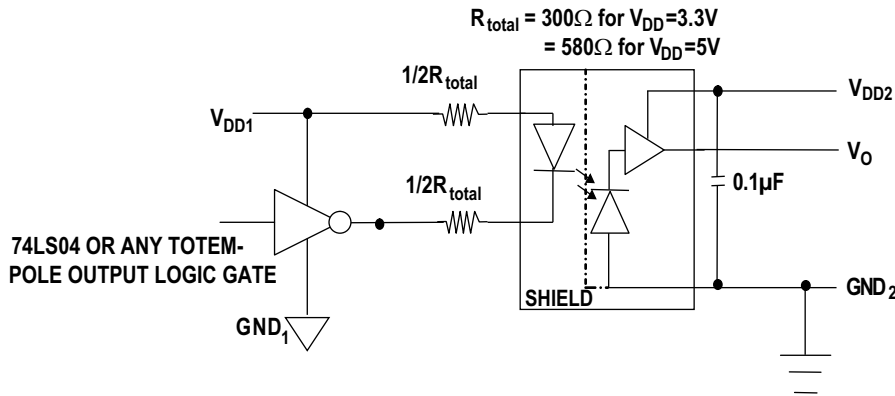 R_total = 300Ω for V_DD=3.3V
= 580Ω for V_DD=5V
1/2R_total
V_DD1
V_DD2
V_O
1/2R_total
0.1µF
74LS04 OR ANY TOTEM-
POLE OUTPUT LOGIC GATE
SHIELD
GND_2
GND_1